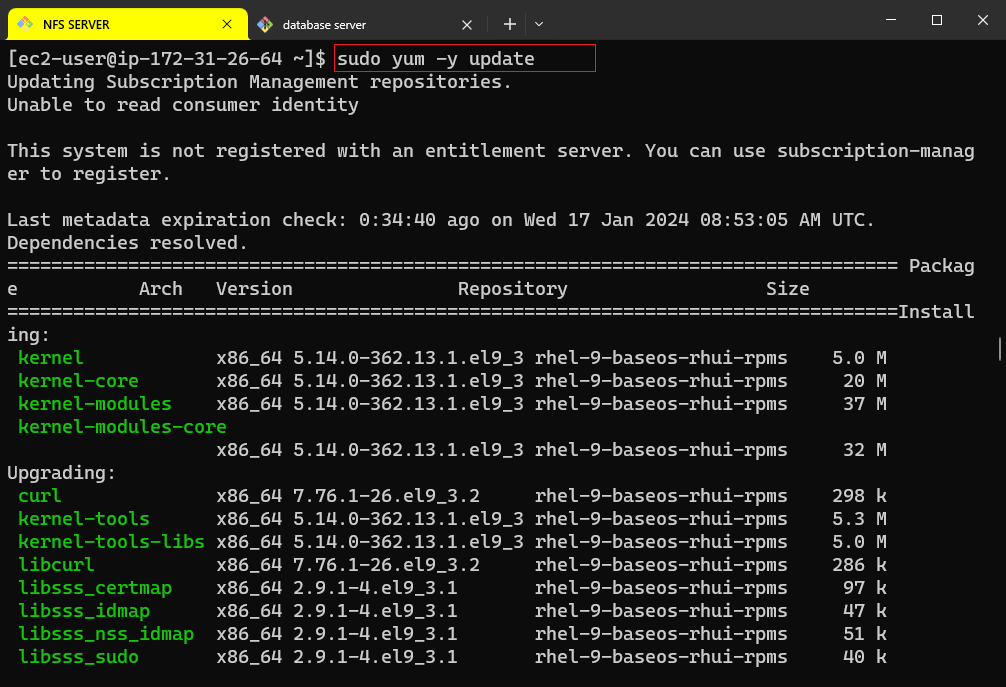 NFS SERVER
database server
[ec2-user@ip-172-31-26-64 ~]$ sudo yum -y update
Updating Subscription Management repositories.
Unable to read consumer identity
This system is not registered with an entitlement server. You can use subscription-manag
er to register.
Last metadata expiration check: 0:34:40 ago on Wed 17 Jan 2024 08:53:05 AM UTC.
Dependencies resolved.
================================================================================= Packag
e           Arch   Version               Repository                  Size
=================================================================================Install
ing:
 kernel            x86_64 5.14.0-362.13.1.el9_3 rhel-9-baseos-rhui-rpms    5.0 M
 kernel-core       x86_64 5.14.0-362.13.1.el9_3 rhel-9-baseos-rhui-rpms     20 M
 kernel-modules    x86_64 5.14.0-362.13.1.el9_3 rhel-9-baseos-rhui-rpms     37 M
 kernel-modules-core
                   x86_64 5.14.0-362.13.1.el9_3 rhel-9-baseos-rhui-rpms     32 M
Upgrading:
 curl              x86_64 7.76.1-26.el9_3.2     rhel-9-baseos-rhui-rpms    298 k
 kernel-tools      x86_64 5.14.0-362.13.1.el9_3 rhel-9-baseos-rhui-rpms    5.3 M
 kernel-tools-libs x86_64 5.14.0-362.13.1.el9_3 rhel-9-baseos-rhui-rpms    5.0 M
 libcurl           x86_64 7.76.1-26.el9_3.2     rhel-9-baseos-rhui-rpms    286 k
 libsss_certmap    x86_64 2.9.1-4.el9_3.1       rhel-9-baseos-rhui-rpms     97 k
 libsss_idmap      x86_64 2.9.1-4.el9_3.1       rhel-9-baseos-rhui-rpms     47 k
 libsss_nss_idmap  x86_64 2.9.1-4.el9_3.1       rhel-9-baseos-rhui-rpms     51 k
 libsss_sudo       x86_64 2.9.1-4.el9_3.1       rhel-9-baseos-rhui-rpms     40 k